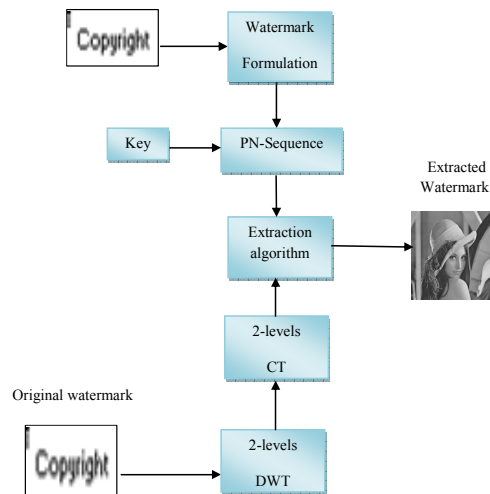 Copyright
Watermark
Formulation
Key
PN-Sequence
Extracted
Watermark
Extraction
algorithm
2-levels
CT
Original watermark
Copyright
2-levels
DWT